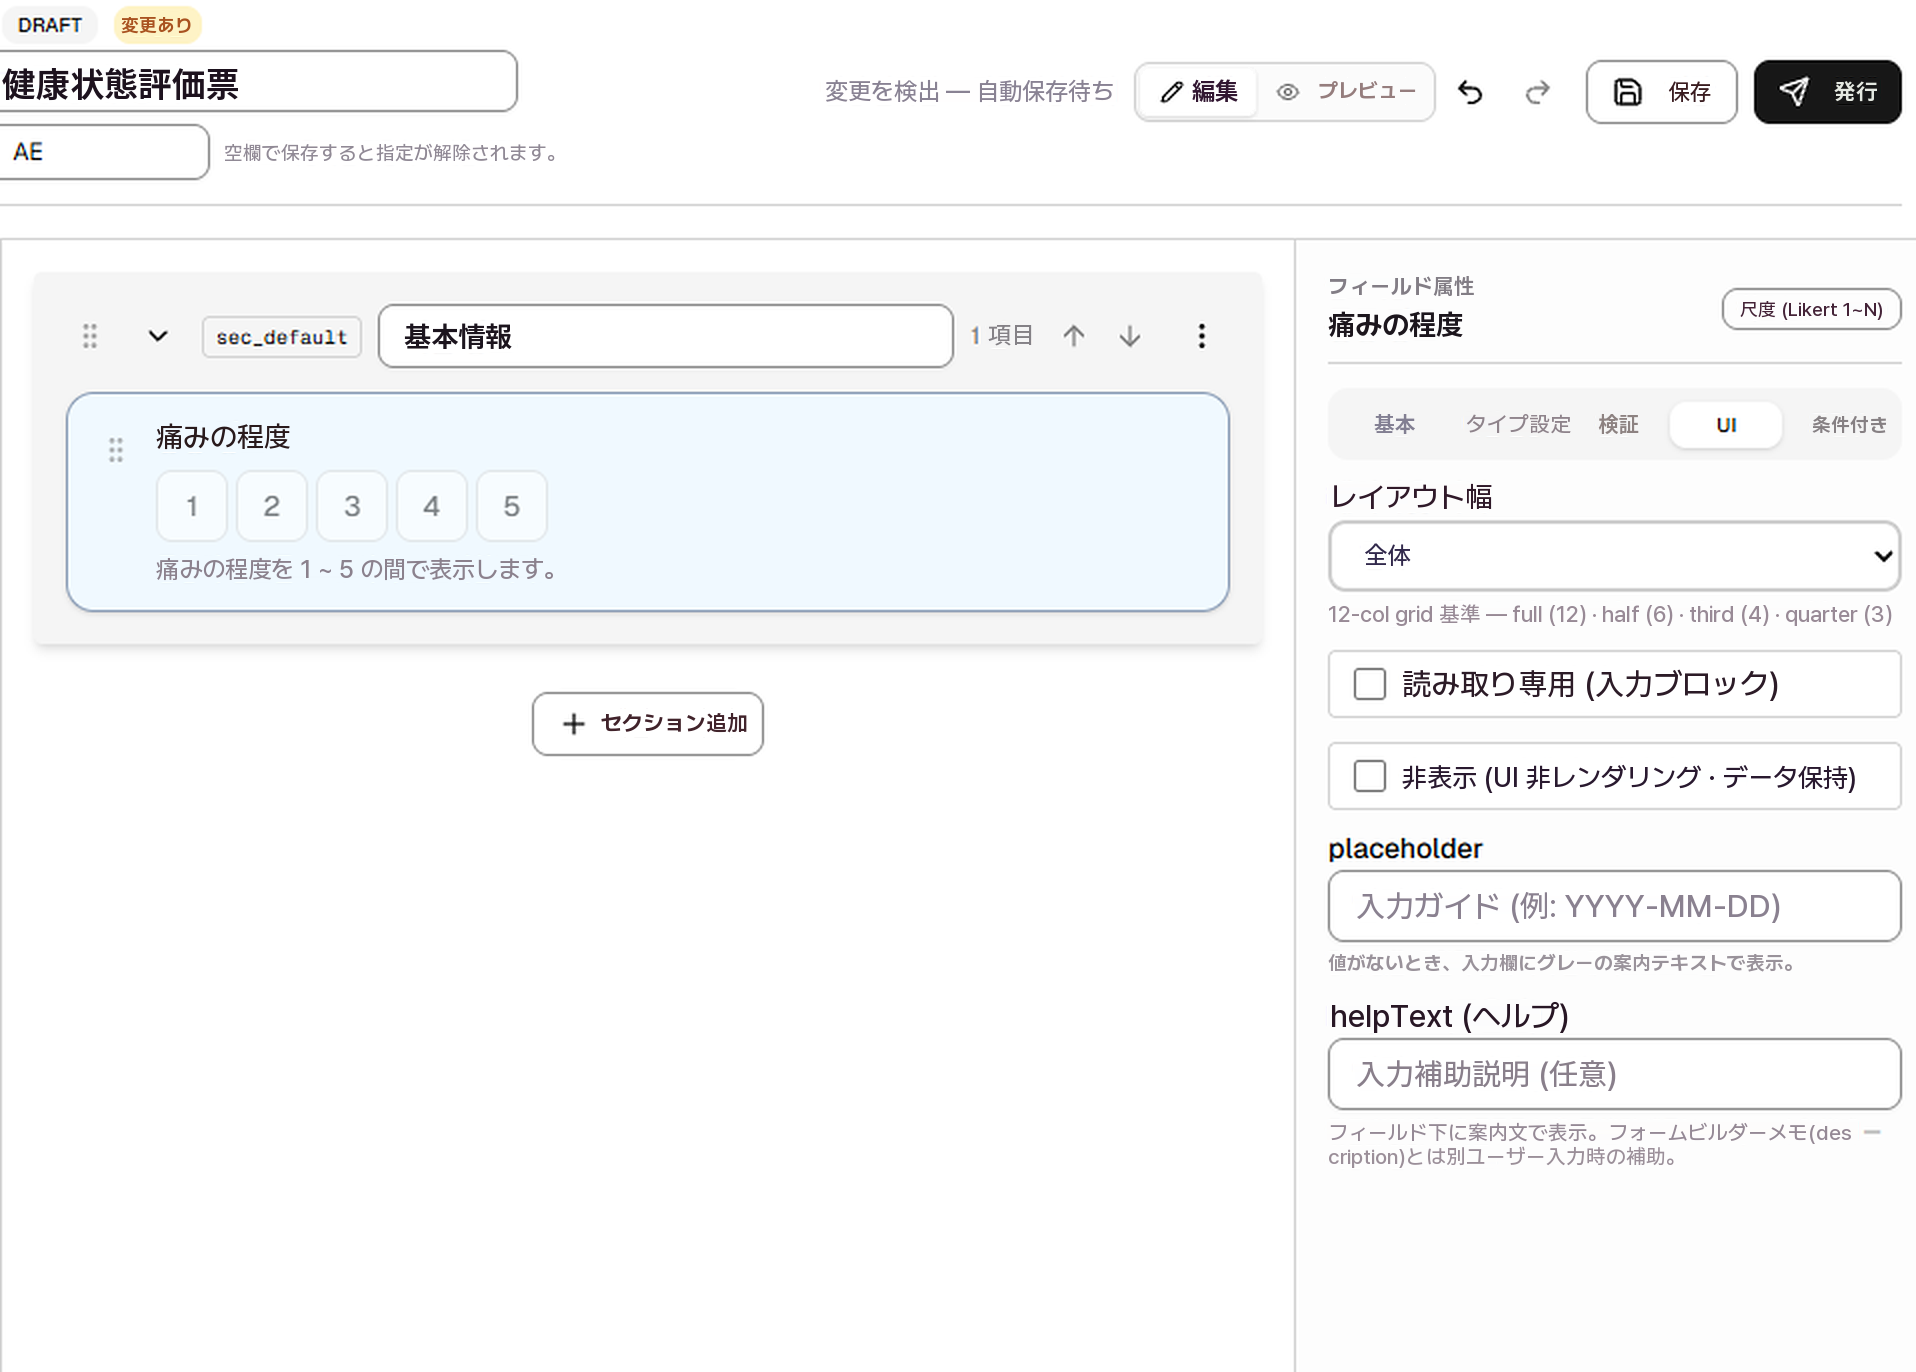 DRAFT 変更あり
健康状態評価票
変更を検出 — 自動保存待ち 編集 プレビュー 保存 発行
AE 空欄で保存すると指定が解除されます。
sec_default 基本情報 1 項目
痛みの程度
1 2 3 4 5
痛みの程度を 1 ~ 5 の間で表示します。
セクション追加
フィールド属性
痛みの程度
尺度 (Likert 1~N)
基本 タイプ設定 検証 UI 条件付き
レイアウト幅
全体
12-col grid 基準 — full (12) · half (6) · third (4) · quarter (3)
読み取り専用 (入力ブロック)
非表示 (UI 非レンダリング · データ保持)
placeholder
入力ガイド (例: YYYY-MM-DD)
値がないとき、入力欄にグレーの案内テキストで表示。
helpText (ヘルプ)
入力補助説明 (任意)
フィールド下に案内文で表示。フォームビルダーメモ(des —
cription)とは別ユーザー入力時の補助。